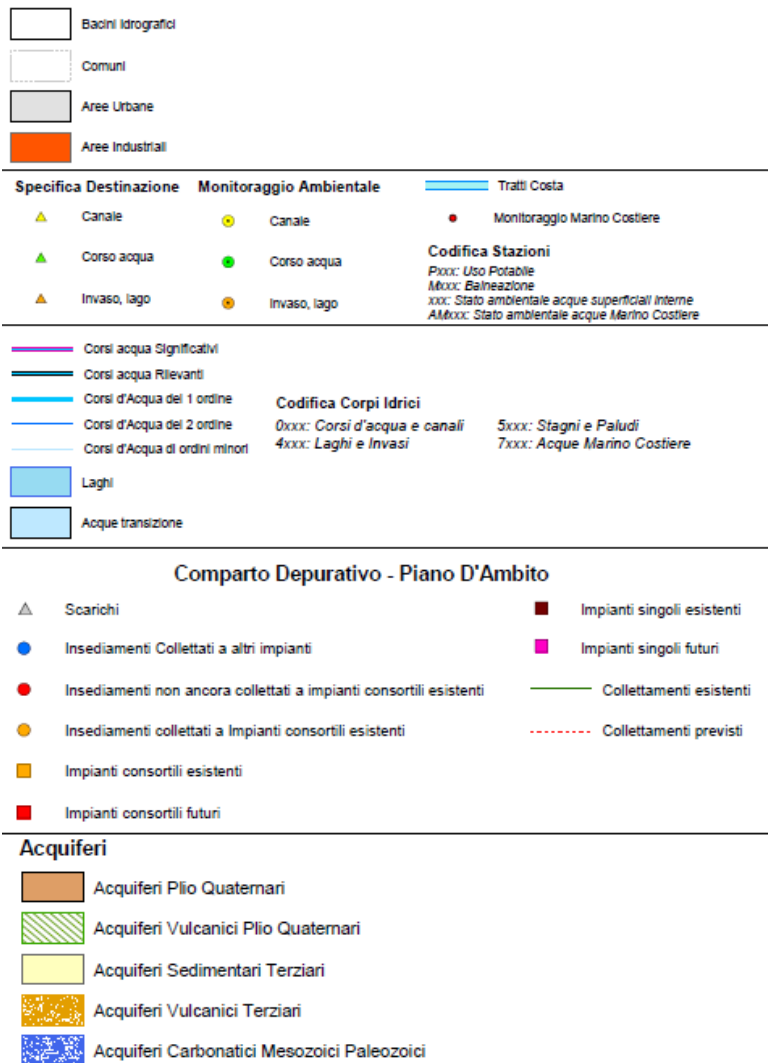 Bacini Idrografici
Comuni
Aree Urbane
Aree Industriali
Specifica Destinazione
Canale
Corso acqua
Invaso, lago
Monitoraggio Ambientale
Canale
Corso acqua
Invaso, lago
Tratti Costa
Monitoraggio Marino Costiere
Codifica Stazioni
Pxxx: Uso Potabile
Mxxx: Balneazione
xxx: Stato ambientale acque superficiali interne
AMxxx: Stato ambientale acque Marino Costiere
Corsi acqua Significativi
Corsi acqua Rilevanti
Corsi d'Acqua del 1 ordine
Corsi d'Acqua del 2 ordine
Corsi d'Acqua di ordini minori
Laghi
Acque transizione
Codifica Corpi Idrici
0xxx: Corsi d'acqua e canali
4xxx: Laghi e Invasi
5xxx: Stagni e Paludi
7xxx: Acque Marino Costiere
Comparto Depurativo - Piano D'Ambito
Scarichi
Insediamenti Collettati a altri impianti
Insediamenti non ancora collettati a impianti consortili esistenti
Insediamenti collettati a Impianti consortili esistenti
Impianti consortili esistenti
Impianti consortili futuri
Impianti singoli esistenti
Impianti singoli futuri
Collettamenti esistenti
Collettamenti previsti
Acquiferi
Acquiferi Plio Quaternari
Acquiferi Vulcanici Plio Quaternari
Acquiferi Sedimentari Terziari
Acquiferi Vulcanici Terziari
Acquiferi Carbonatici Mesozoici Paleozoici